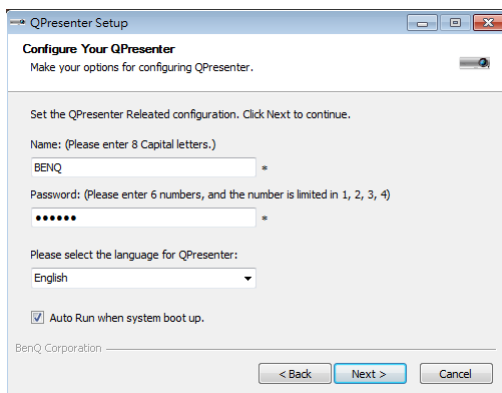 QPresenter Setup
Configure Your QPresenter
Make your options for configuring QPresenter.
Set the QPresenter Releated configuration. Click Next to continue.
Name: (Please enter 8 Capital letters.)
BENQ
*
Password: (Please enter 6 numbers, and the number is limited in 1, 2, 3, 4)
••••••
*
Please select the language for QPresenter:
English
Auto Run when system boot up.
BenQ Corporation
< Back Next > Cancel